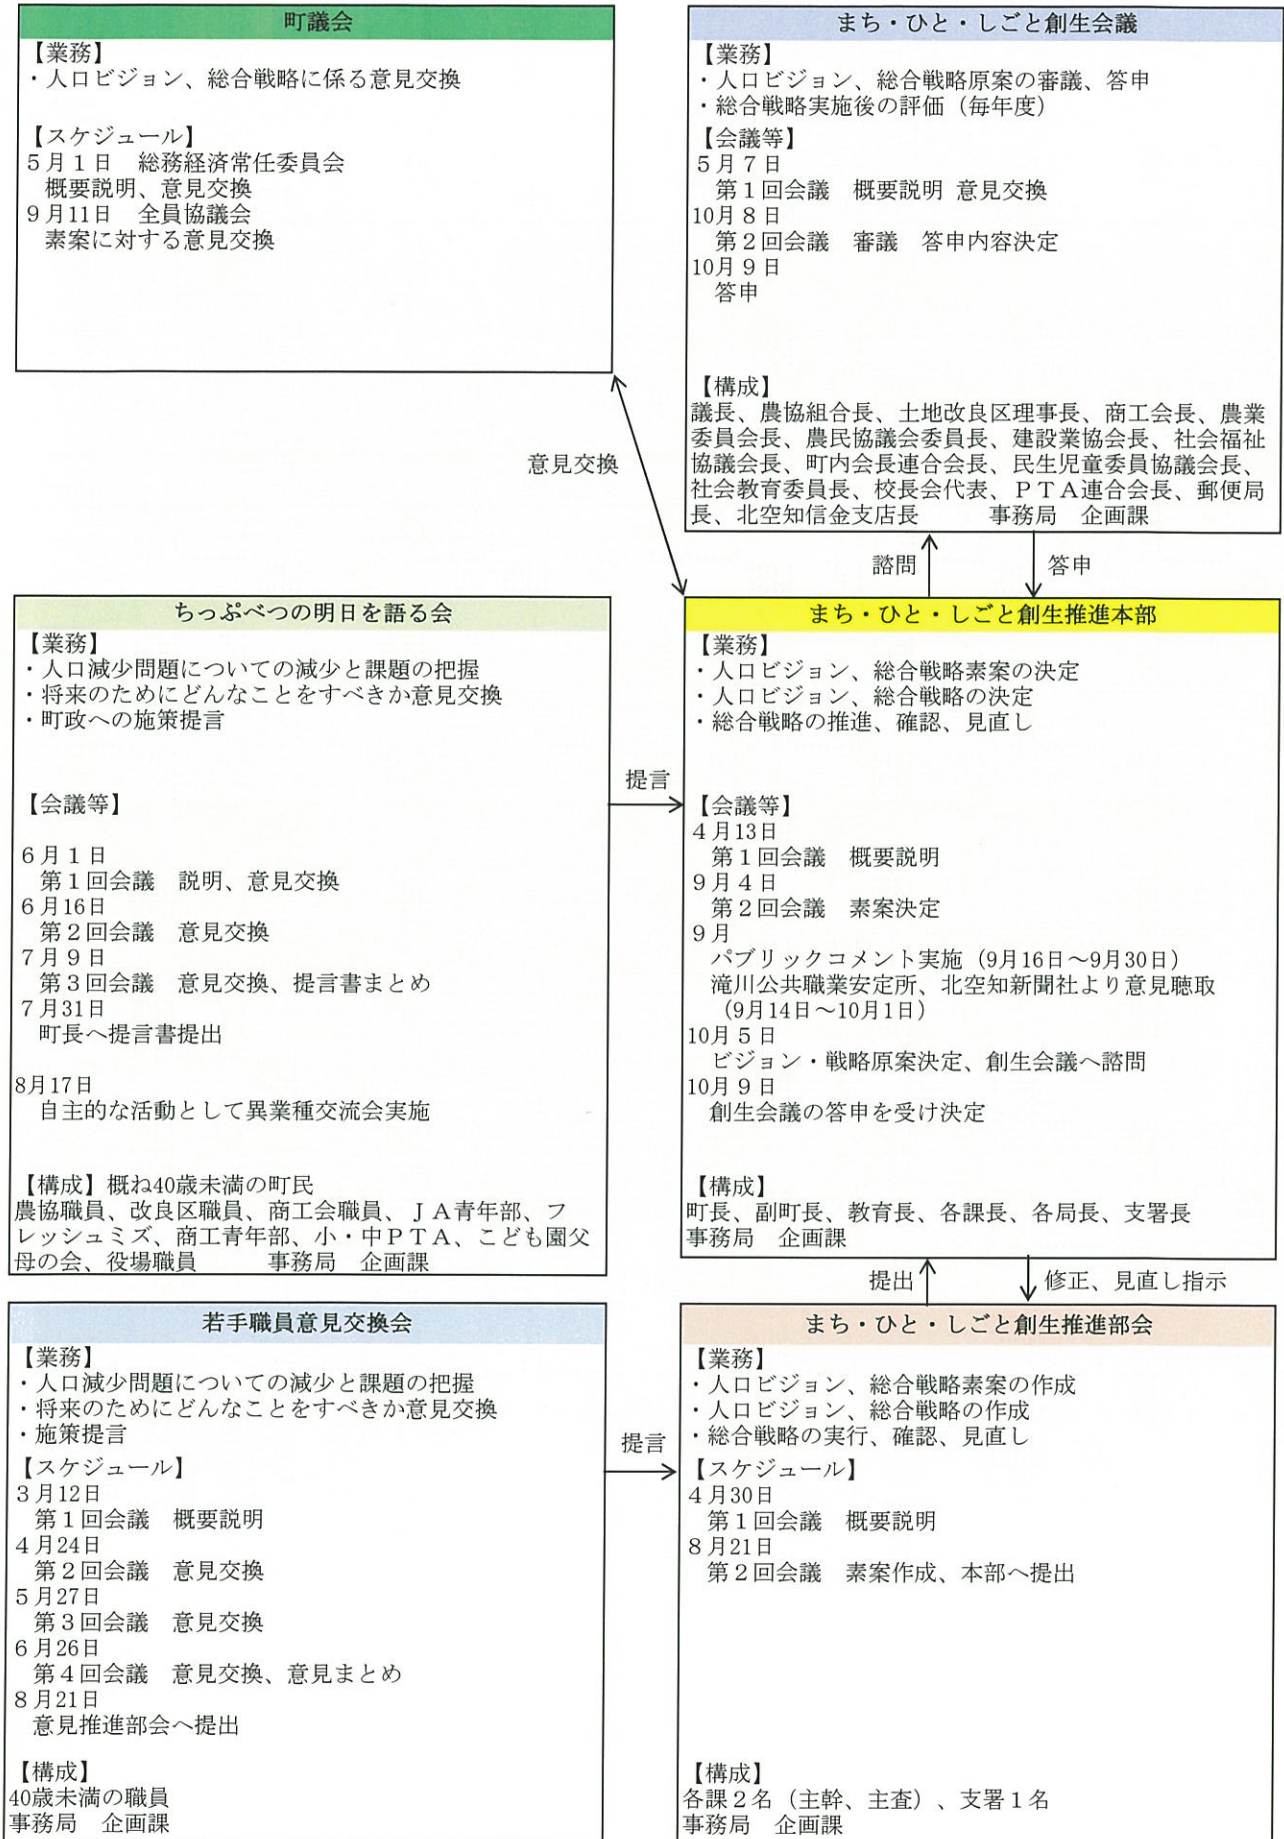 町議会
【業務】
・人口ビジョン、総合戦略に係る意見交換
【スケジュール】
５月１日　総務経済常任委員会
概要説明、意見交換
９月11日　全員協議会
素案に対する意見交換
まち・ひと・しごと創生会議
【業務】
・人口ビジョン、総合戦略原案の審議、答申
・総合戦略実施後の評価（毎年度）
【会議等】
５月７日
第１回会議　概要説明 意見交換
10月８日
第２回会議　審議　答申内容決定
10月９日
答申
【構成】
議長、農協組合長、土地改良区理事長、商工会長、農業
委員会長、農民協議会委員長、建設業協会長、社会福祉
協議会長、町内会長連合会長、民生児童委員協議会長、
社会教育委員長、校長会代表、ＰＴＡ連合会長、郵便局
長、北空知信金支店長　　　事務局　企画課
意見交換
諮問
答申
ちっぷべつの明日を語る会
【業務】
・人口減少問題についての減少と課題の把握
・将来のためにどんなことをすべきか意見交換
・町政への施策提言
【会議等】
６月１日
第１回会議　説明、意見交換
６月16日
第２回会議　意見交換
７月９日
第３回会議　意見交換、提言書まとめ
７月31日
町長へ提言書提出
8月17日
自主的な活動として異業種交流会実施
【構成】概ね40歳未満の町民
農協職員、改良区職員、商工会職員、ＪＡ青年部、フ
レッシュミズ、商工青年部、小・中ＰＴＡ、こども園父
母の会、役場職員　　　事務局　企画課
提言
まち・ひと・しごと創生推進本部
【業務】
・人口ビジョン、総合戦略素案の決定
・人口ビジョン、総合戦略の決定
・総合戦略の推進、確認、見直し
【会議等】
４月13日
第１回会議　概要説明
９月４日
第２回会議　素案決定
９月
パブリックコメント実施（9月16日～9月30日）
滝川公共職業安定所、北空知新聞社より意見聴取
（9月14日～10月1日）
10月５日
ビジョン・戦略原案決定、創生会議へ諮問
10月９日
創生会議の答申を受け決定
【構成】
町長、副町長、教育長、各課長、各局長、支署長
事務局　企画課
提出
修正、見直し指示
若手職員意見交換会
【業務】
・人口減少問題についての減少と課題の把握
・将来のためにどんなことをすべきか意見交換
・施策提言
【スケジュール】
３月12日
第１回会議　概要説明
４月24日
第２回会議　意見交換
５月27日
第３回会議　意見交換
６月26日
第４回会議　意見交換、意見まとめ
８月21日
意見推進部会へ提出
【構成】
40歳未満の職員
事務局　企画課
提言
まち・ひと・しごと創生推進部会
【業務】
・人口ビジョン、総合戦略素案の作成
・人口ビジョン、総合戦略の作成
・総合戦略の実行、確認、見直し
【スケジュール】
４月30日
第１回会議　概要説明
８月21日
第２回会議　素案作成、本部へ提出
【構成】
各課２名（主幹、主査）、支署１名
事務局　企画課